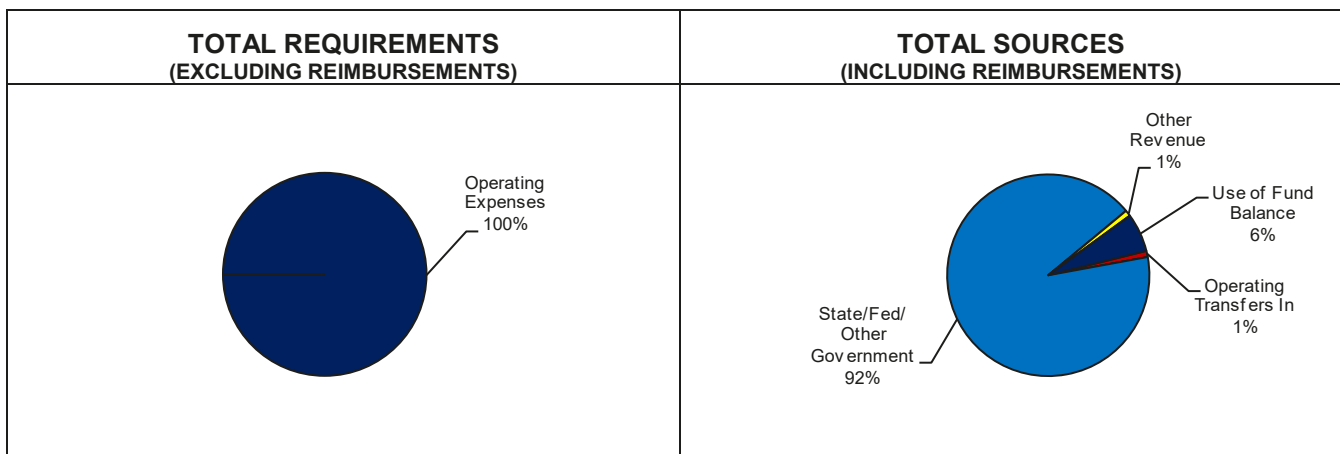 TOTAL REQUIREMENTS
(EXCLUDING REIMBURSEMENTS)
Operating
Expenses
100%
TOTAL SOURCES
(INCLUDING REIMBURSEMENTS)
Other
Revenue
1%
Use of Fund
Balance
6%
Operating
Transfers In
1%
State/Fed/
Other
Government
92%